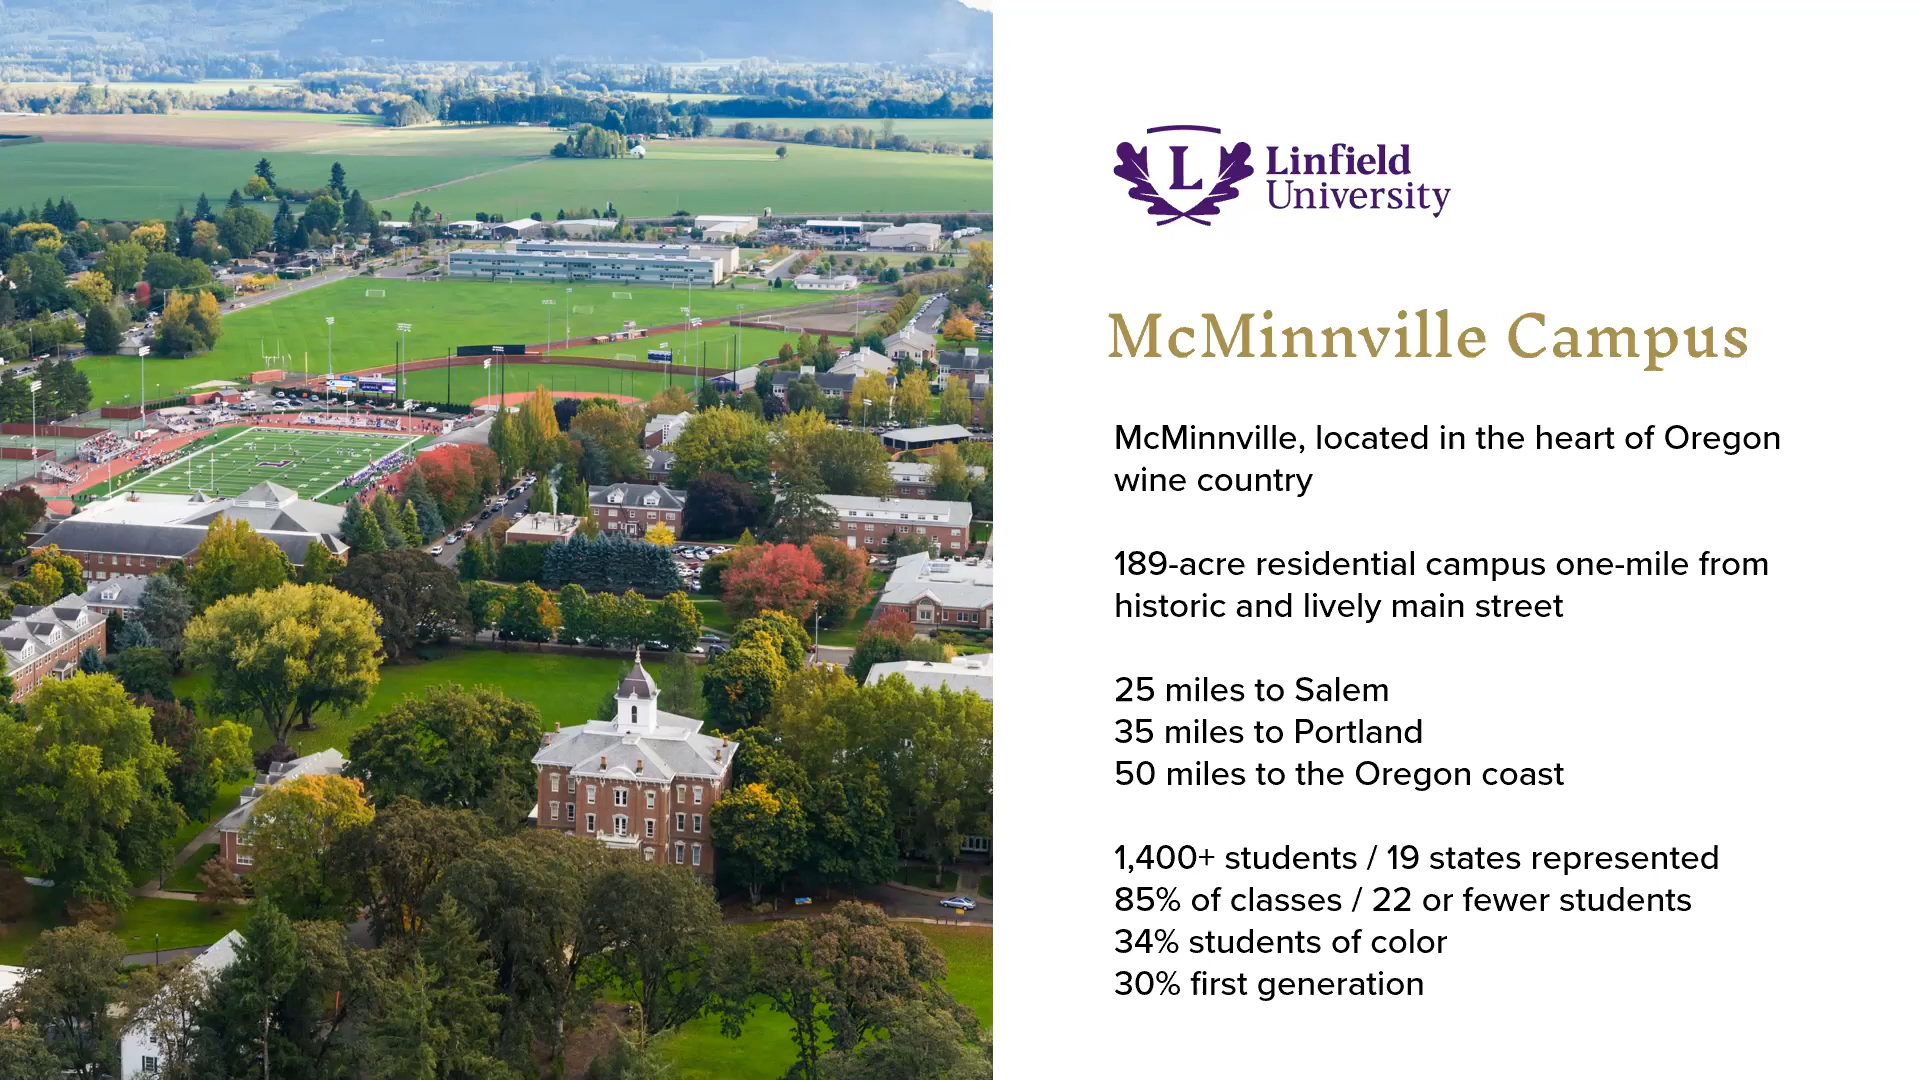 L
Linfield
University
McMinnville Campus
McMinnville, located in the heart of Oregon
wine country
189-acre residential campus one-mile from
historic and lively main street
25 miles to Salem
35 miles to Portland
50 miles to the Oregon coast
1,400+ students / 19 states represented
85% of classes / 22 or fewer students
34% students of color
30% first generation